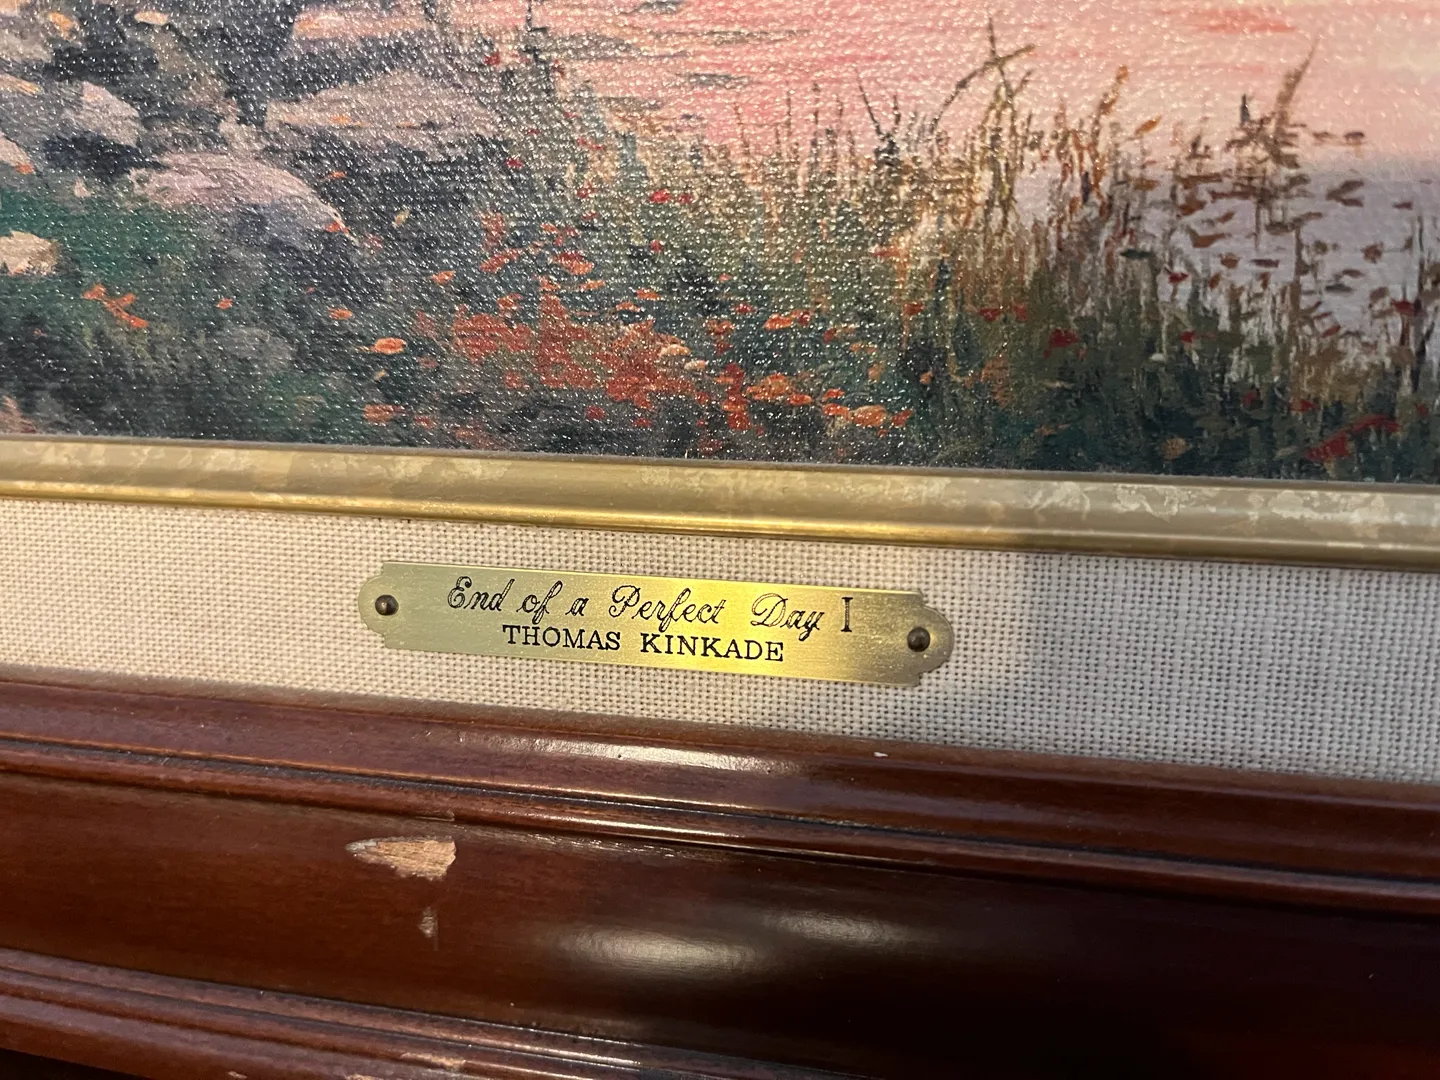 End of a Perfect Day I
THOMAS KINKADE